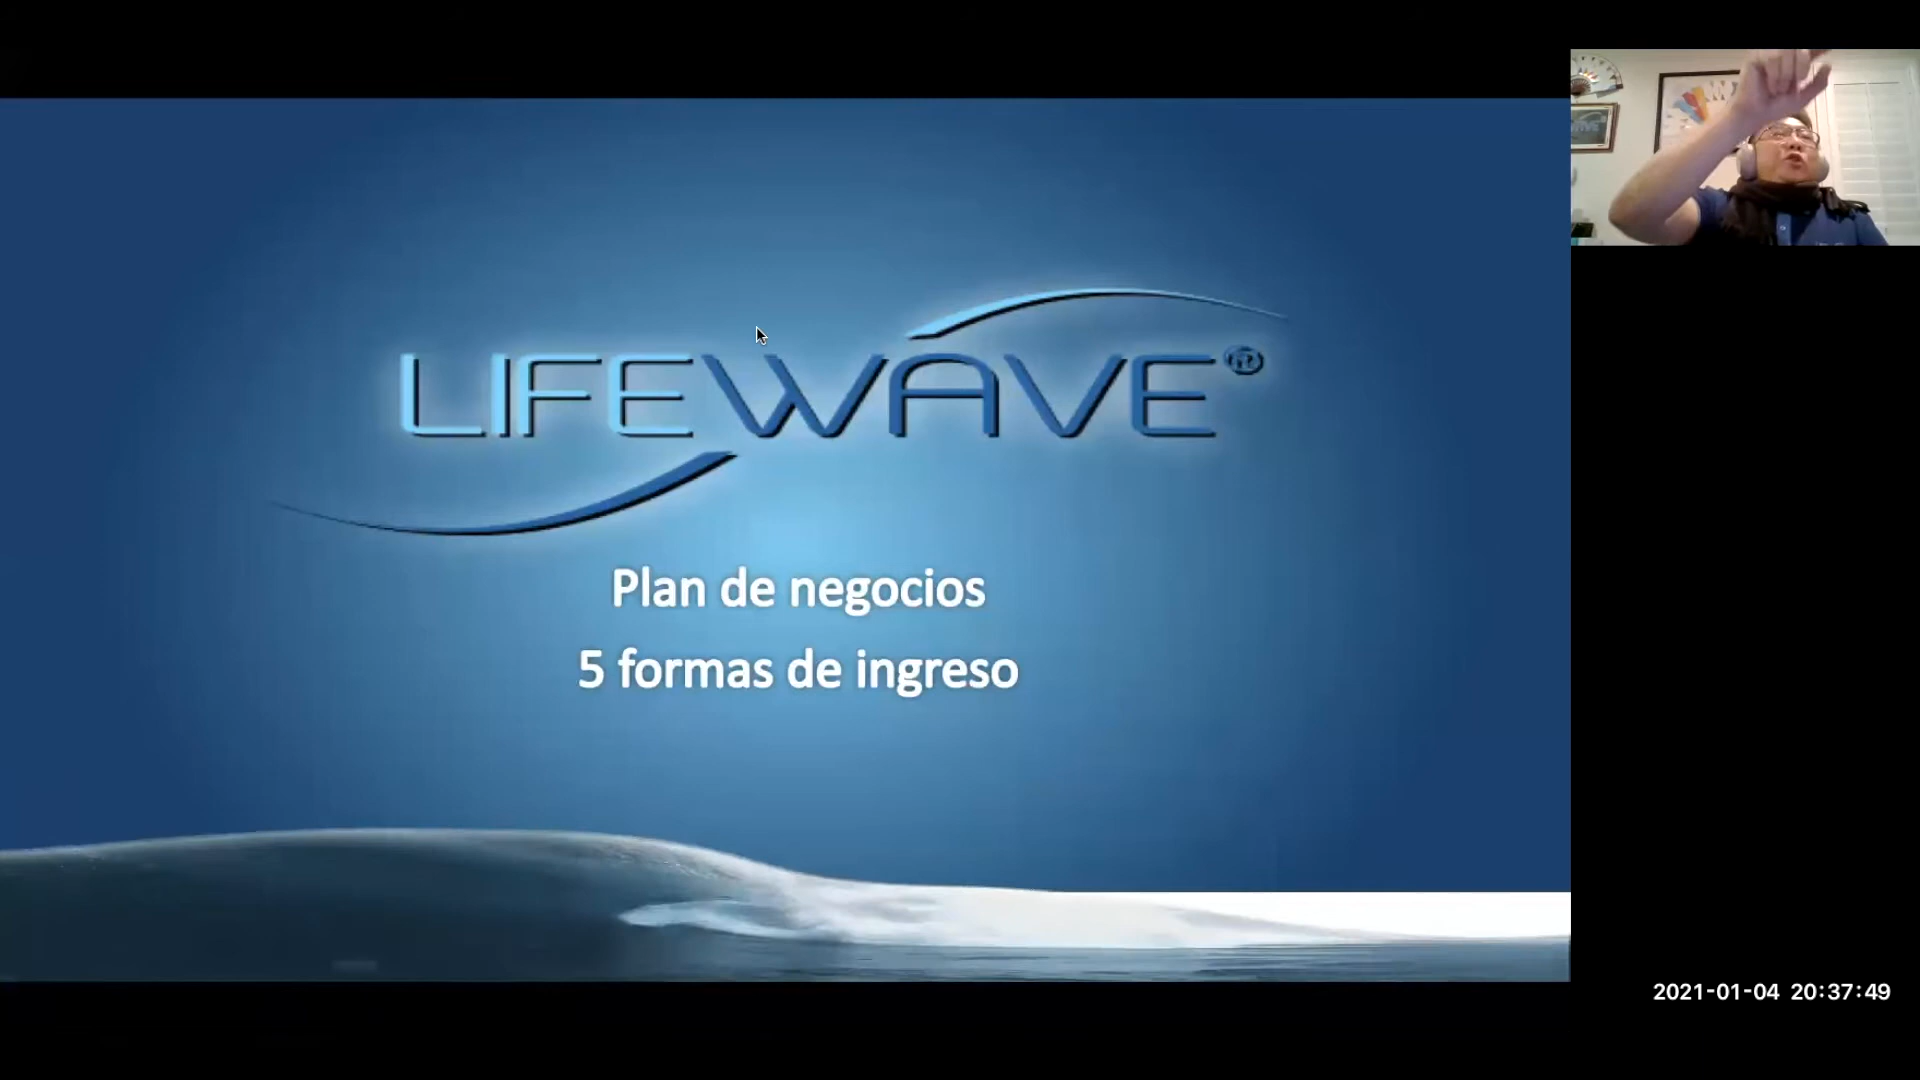 LIFEWAVE®
Plan de negocios
5 formas de ingreso
2021-01-04 20:37:49